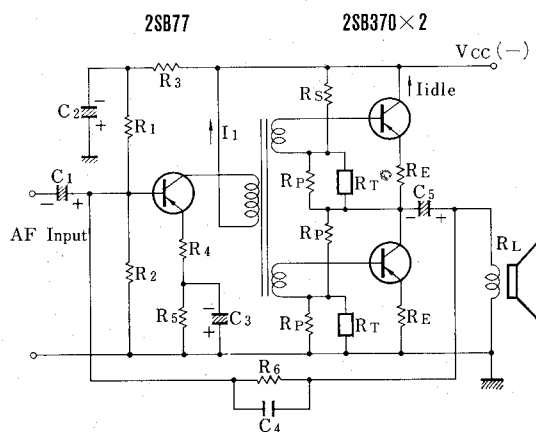 2SB77
2SB370×2
VCC (-)
R3
C2
- +
R1
I1
RS
Iidle
C1
- +
RP
RT
RE
C5
- +
AF Input
R4
RP
RL
R2
R5
- +
C3
RP
RT
RE
R6
C4